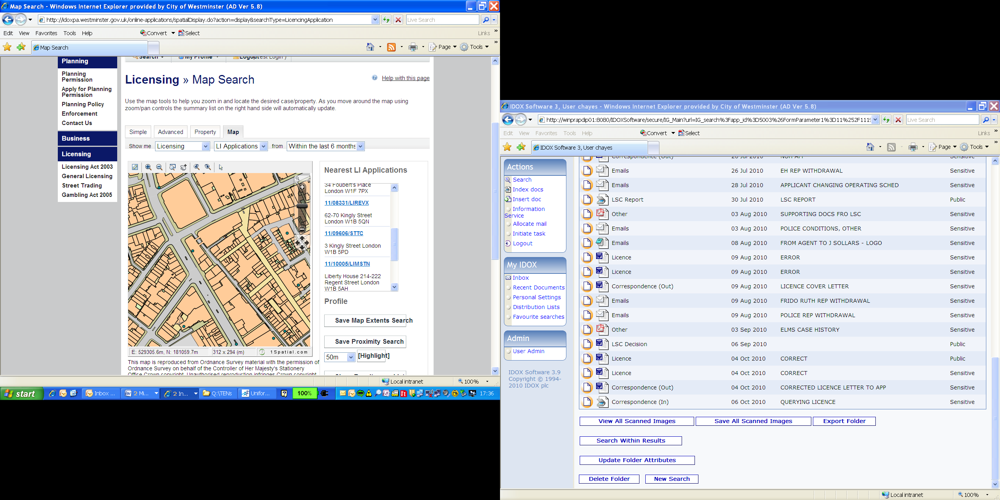 Map Search - Windows Internet Explorer provided by City of Westminster (AD Ver 5.8)
http://idoxpa.westminster.gov.uk/online-applications/spatialDisplay.do?action=display&searchType=LicencingApplication
Live Search
Edit View Favorites Tools Help Convert Select Links
Map Search
Page Tools
Search My Profile Logout
Planning
Planning
Permission
Apply for Planning
Permission
Planning Policy
Enforcement
Contact Us
Business
Licensing
Licensing Act 2003
General Licensing
Street Trading
Gambling Act 2005
Licensing » Map Search
Help with this page
Use the map tools to help you zoom in and locate the desired case/property. As you move around the map using
zoom/pan controls the summary list on the right hand side will automatically update.
Simple Advanced Property Map
Show me Licensing LI Applications from Within the last 6 months
Nearest LI Applications
34 Foubert's Place
London W1F 7PX
11/08331/LIREVX
62-70 Kingly Street
London W1B 5QN
11/09606/STTC
3 Kingly Street London
W1B 5PD
11/10005/LIMSTN
Liberty House 214-222
Regent Street London
W1B 5AH
Profile
Save Map Extents Search
Save Proximity Search
50m [Highlight]
E: 529305.6m, N: 181059.7m 312 x 294 (m) 1Spatial.com
This map is reproduced from Ordnance Survey material with the permission of
Ordnance Survey on behalf of the Controller of Her Majesty's Stationery
Office Crown copyright. Unauthorised reproduction infringes Crown copyright
Local intranet 100%
start Inbox ... 2 Mi... 2 In... Q:\TENs Unifor... 100% 17:36
IDOX Software 3, User chayes - Windows Internet Explorer provided by City of Westminster (AD Ver 5.8)
http://winprapdip01:8080/IDOXSoftware/secure/IG_Main?url=IG_search%3Fapp_id%3D5003%26FormParameter1%3D11%252F111
Live Search
Edit View Favorites Tools Help Convert Select Links
IDOX Software 3, User chayes
Page Tools
Actions
Search
Index docs
Insert doc
Information
Service
Allocate mail
Initiate task
Logout
My IDOX
Inbox
Recent Documents
Personal Settings
Distribution Lists
Favourite searches
Admin
User Admin
IDOX Software 3.9
Copyright © 1994-
2010 IDOX plc
Correspondence (Out)
Emails 26 Jul 2010 EH REP WITHDRAWAL Sensitive
Emails 28 Jul 2010 APPLICANT CHANGING OPERATING SCHED Sensitive
LSC Report 30 Jul 2010 LSC REPORT Public
Other 03 Aug 2010 SUPPORTING DOCS FRO LSC Sensitive
Emails 03 Aug 2010 POLICE CONDITIONS, OTHER Sensitive
Emails 08 Aug 2010 FROM AGENT TO J SOLLARS - LOGO Sensitive
Licence 09 Aug 2010 ERROR Sensitive
Licence 09 Aug 2010 ERROR Sensitive
Correspondence (Out) 09 Aug 2010 LICENCE COVER LETTER Sensitive
Emails 09 Aug 2010 FRIDO RUTH REP WITHDRAWAL Sensitive
Emails 09 Aug 2010 POLICE REP WITHDRAWAL Sensitive
Other 03 Sep 2010 ELMS CASE HISTORY Sensitive
LSC Decision 06 Sep 2010 Public
Licence 04 Oct 2010 CORRECT Public
Licence 04 Oct 2010 CORRECT Sensitive
Correspondence (Out) 04 Oct 2010 CORRECTED LICENCE LETTER TO APP Sensitive
Correspondence (In) 06 Oct 2010 QUERYING LICENCE Sensitive
View All Scanned Images Save All Scanned Images Export Folder
Search Within Results
Update Folder Attributes
Delete Folder New Search
Local intranet 100%